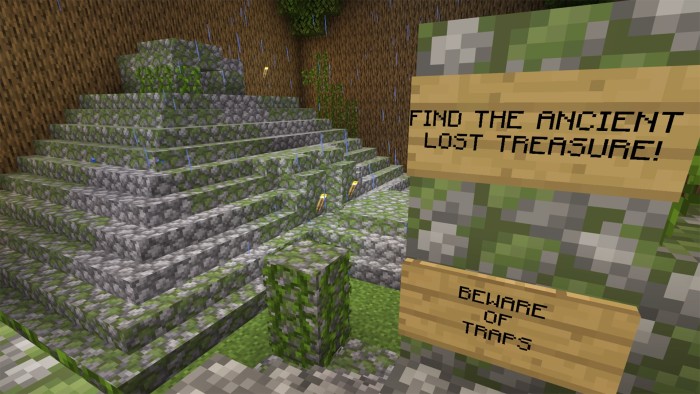 FIND THE ANCIENT
LOST TREASURE!
BEWARE
OF
TRAPS